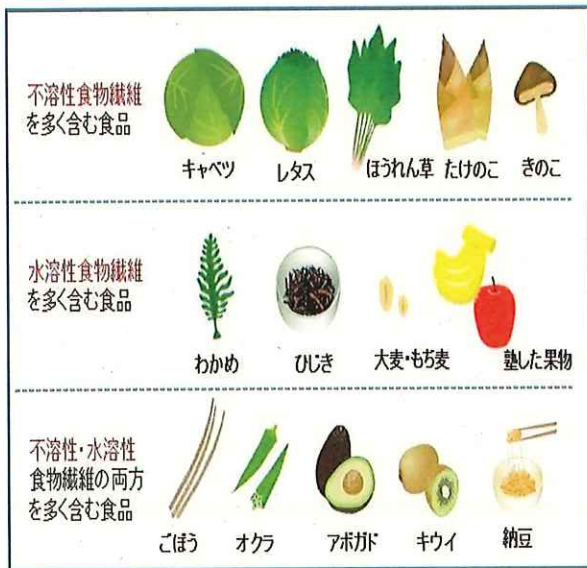 不溶性食物繊維
を多く含む食品
キャベツ
レタス
ほうれん草
たけのこ
きのこ
水溶性食物繊維
を多く含む食品
わかめ
ひじき
大麦・もち麦
塾した果物
不溶性・水溶性
食物繊維の両方
を多く含む食品
ごぼう
オクラ
アボガド
キウイ
納豆